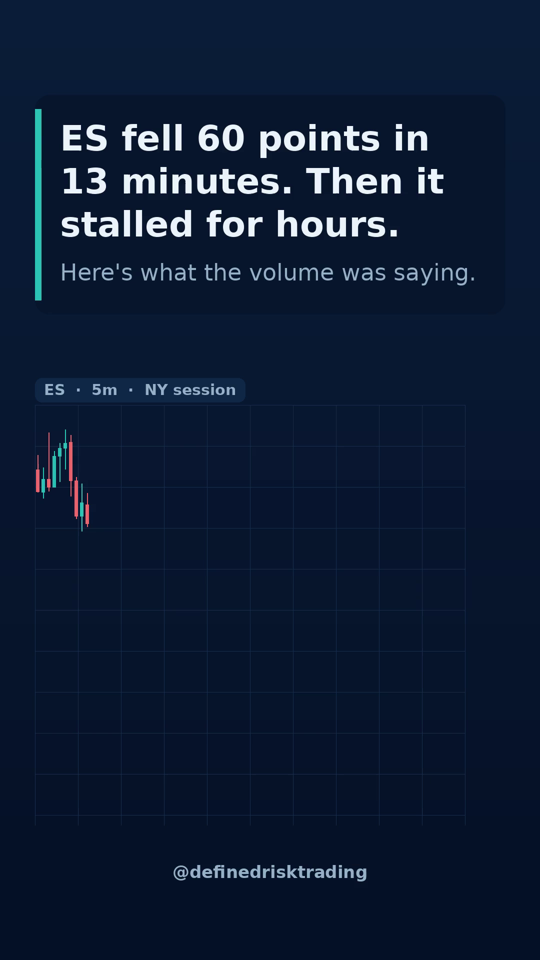 ES fell 60 points in
13 minutes. Then it
stalled for hours.
Here's what the volume was saying.
ES · 5m · NY session
@definedrisktrading